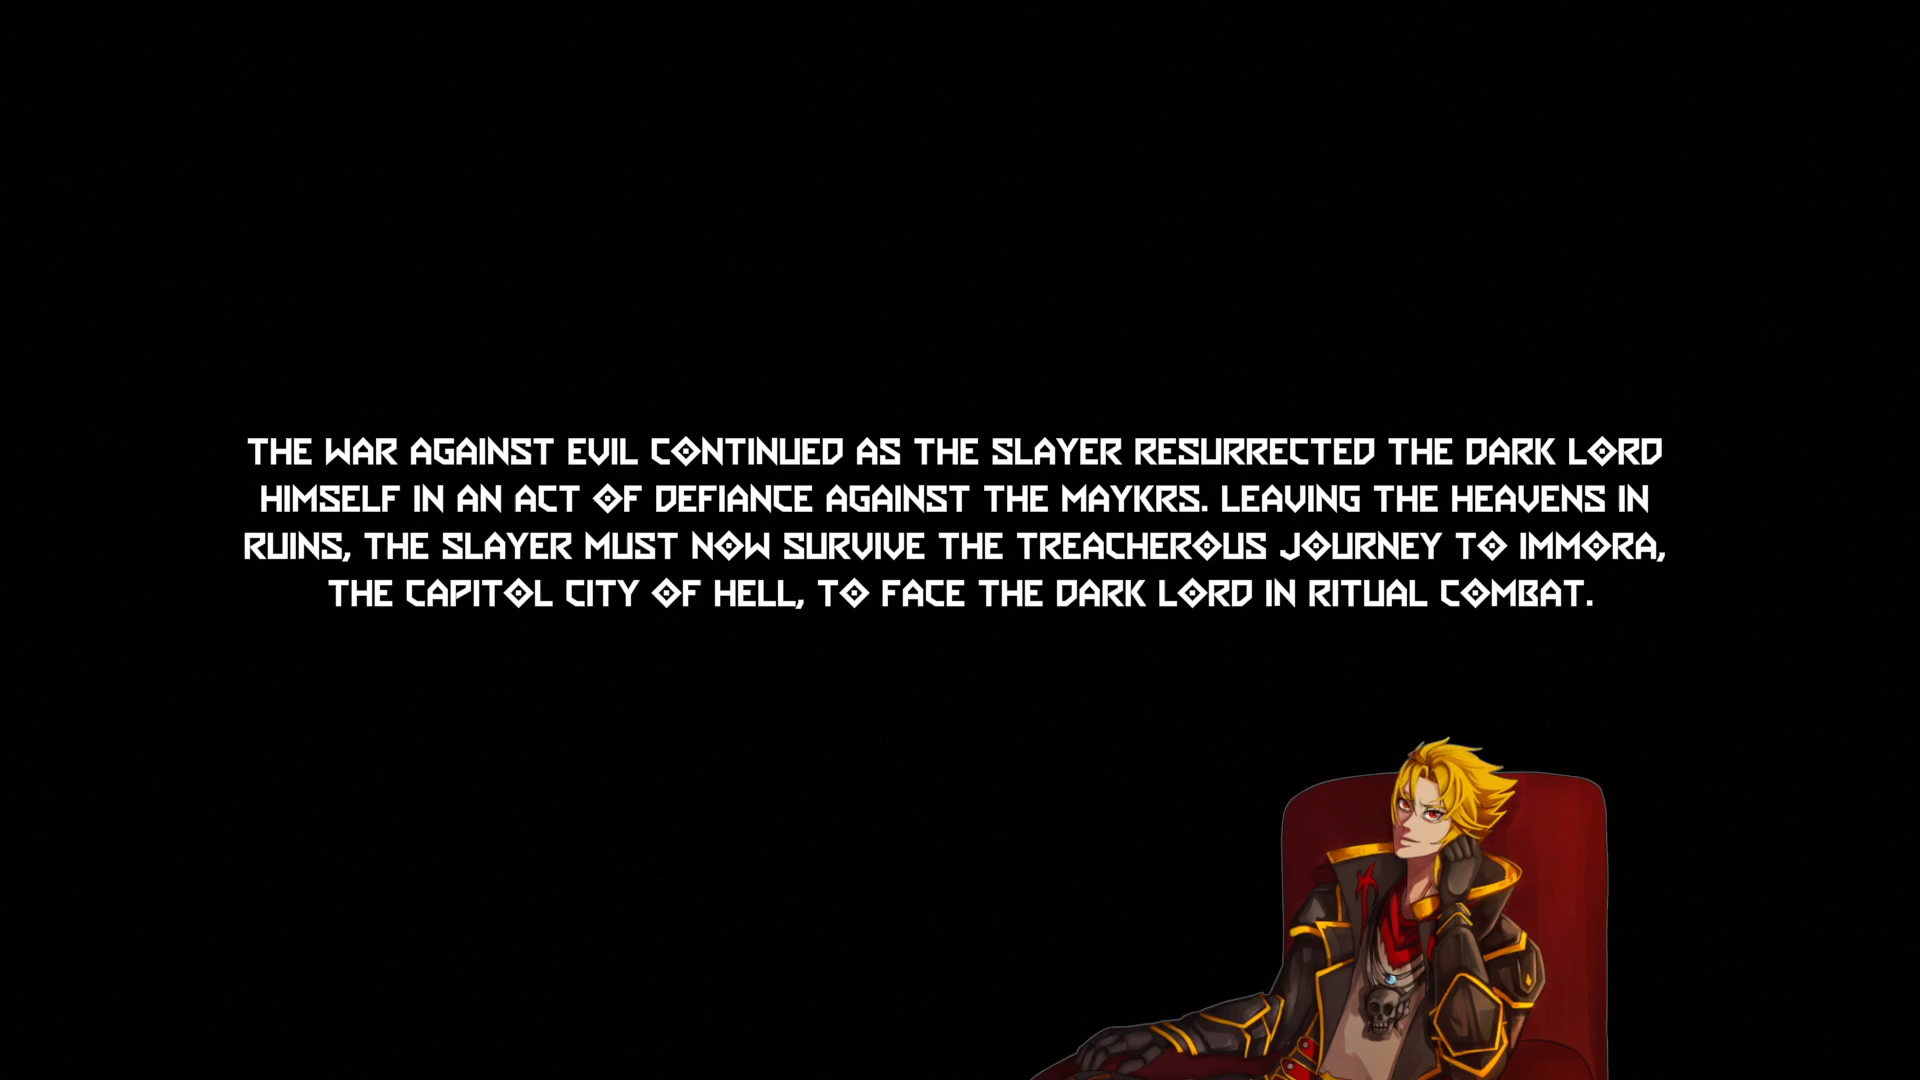 THE WAR AGAINST EVIL CONTINUED AS THE SLAYER RESURRECTED THE DARK LORD
HIMSELF IN AN ACT OF DEFIANCE AGAINST THE MAYKRS. LEAVING THE HEAVENS IN
RUINS, THE SLAYER MUST NOW SURVIVE THE TREACHEROUS JOURNEY TO IMMORA,
THE CAPITOL CITY OF HELL, TO FACE THE DARK LORD IN RITUAL COMBAT.